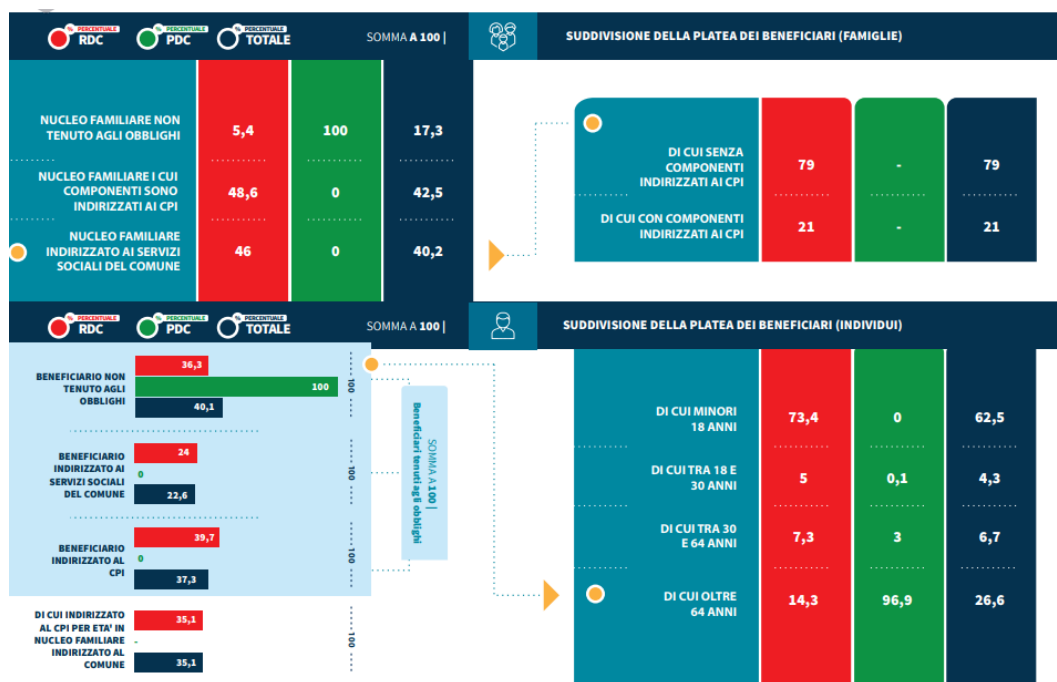 % PERCENTUALE
RDC
% PERCENTUALE
PDC
% PERCENTUALE
TOTALE
SOMMA A 100 |
SUDDIVISIONE DELLA PLATEA DEI BENEFICIARI (FAMIGLIE)
NUCLEO FAMILIARE NON
TENUTO AGLI OBBLIGHI
5,4
100
17,3
NUCLEO FAMILIARE I CUI
COMPONENTI SONO
INDIRIZZATI AI CPI
48,6
0
42,5
NUCLEO FAMILIARE
INDIRIZZATO AI SERVIZI
SOCIALI DEL COMUNE
46
0
40,2
DI CUI SENZA
COMPONENTI
INDIRIZZATI AI CPI
79
-
79
DI CUI CON COMPONENTI
INDIRIZZATI AI CPI
21
-
21
% PERCENTUALE
RDC
% PERCENTUALE
PDC
% PERCENTUALE
TOTALE
SOMMA A 100 |
SUDDIVISIONE DELLA PLATEA DEI BENEFICIARI (INDIVIDUI)
BENEFICIARIO NON
TENUTO AGLI
OBBLIGHI
36,3
100
40,1
100
BENEFICIARIO
INDIRIZZATO AI
SERVIZI SOCIALI
DEL COMUNE
24
0
22,6
100
BENEFICIARIO
INDIRIZZATO AL
CPI
39,7
0
37,3
100
DI CUI INDIRIZZATO
AL CPI PER ETA' IN
NUCLEO FAMILIARE
INDIRIZZATO AL
COMUNE
35,1
-
35,1
100
SOMMA A 100 |
Beneficiari tenuti agli obblighi
DI CUI MINORI
18 ANNI
73,4
0
62,5
DI CUI TRA 18 E
30 ANNI
5
0,1
4,3
DI CUI TRA 30
E 64 ANNI
7,3
3
6,7
DI CUI OLTRE
64 ANNI
14,3
96,9
26,6